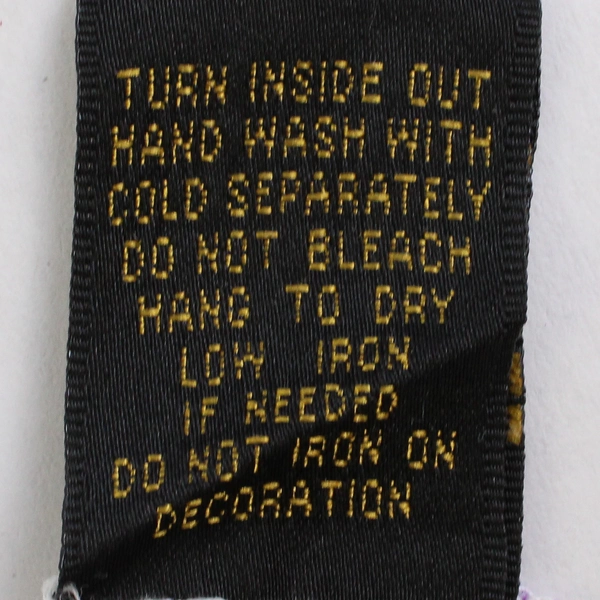 TURN INSIDE OUT
HAND WASH WITH
COLD SEPARATELY
DO NOT BLEACH
HANG TO DRY
LOW IRON
IF NEEDED
DO NOT IRON ON
DECORATION